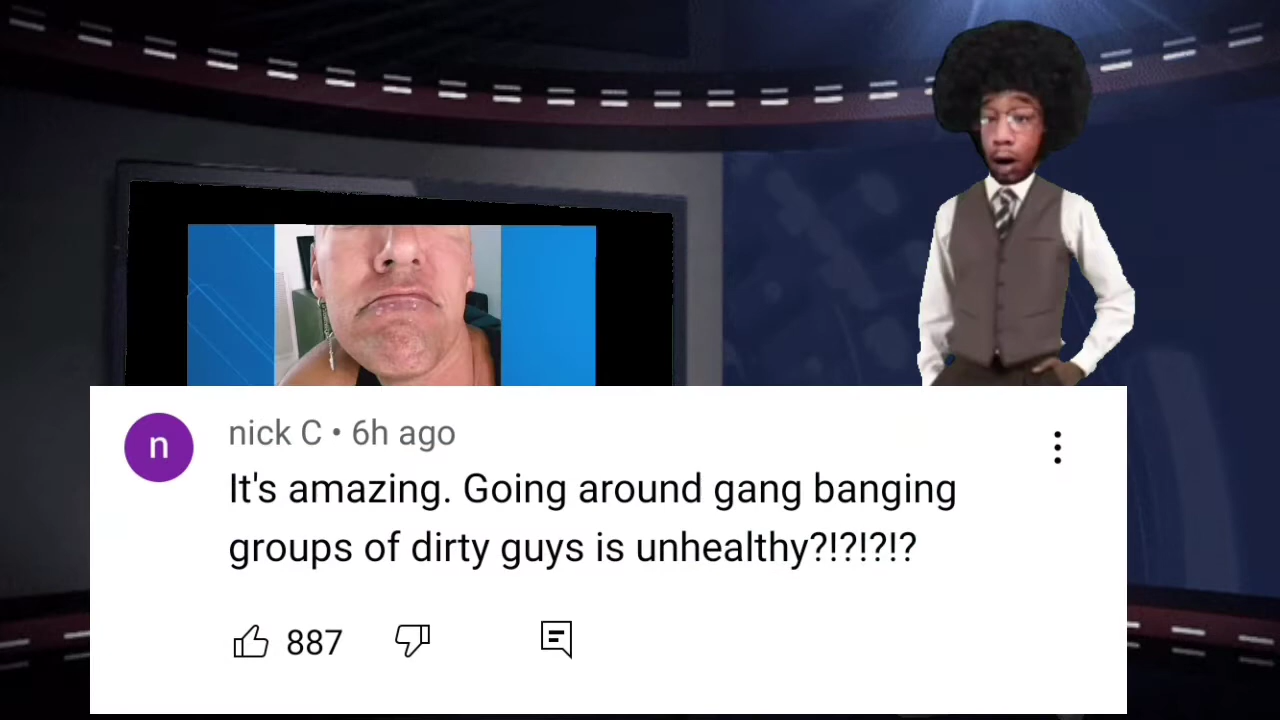 n
nick C • 6h ago
It's amazing. Going around gang banging
groups of dirty guys is unhealthy?!?!?!?
887